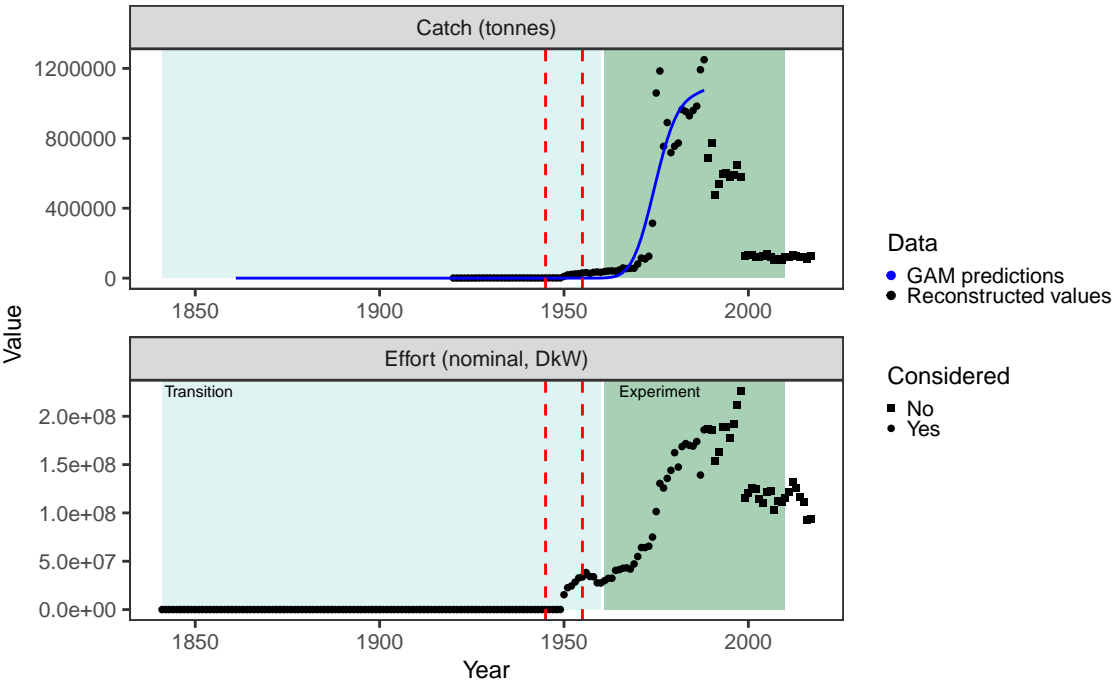 Catch (tonnes)
1200000
800000
400000
0
1850
1900
1950
2000
Effort (nominal, DkW)
Transition
Experiment
2.0e+08
1.5e+08
1.0e+08
5.0e+07
0.0e+00
1850
1900
1950
2000
Value
Year
Data
GAM predictions
Reconstructed values
Considered
No
Yes